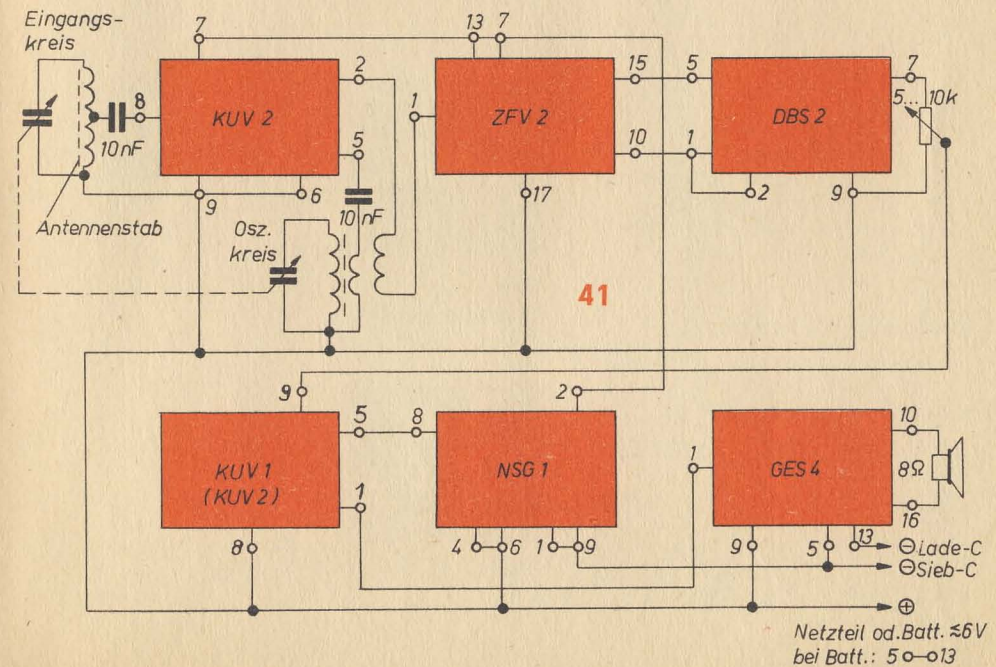 Eingangs-
kreis
7
13 7
8
10nF
KUV 2
2
5
9
6
10nF
1
ZFV 2
15
10
17
5
1
DBS 2
2
7
5... 10k
9
Antennenstab
Osz.
kreis
41
9
KUV 1
(KUV 2)
5
1
8
8
2
NSG 1
4
6
1
9
1
GES 4
10
8Ω
16
9
5
13
⊖Lade-C
⊖Sieb-C
⊕
Netzteil od. Batt. ≲6V
bei Batt.: 5 o—o 13